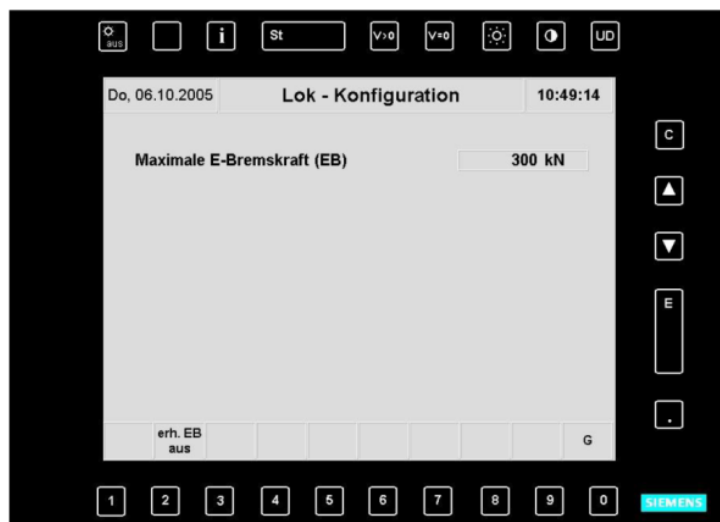 aus
i
St
V>0
V=0
UD
Do, 06.10.2005
Lok - Konfiguration
10:49:14
C
Maximale E-Bremskraft (EB)
300 kN
E
erh. EB
aus
G
.
1
2
3
4
5
6
7
8
9
0
SIEMENS